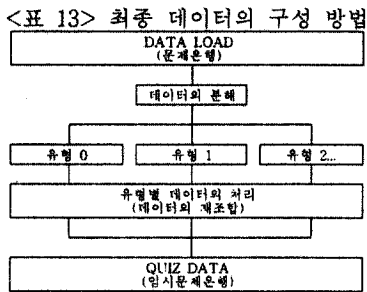 <표 13> 최종 데이터의 구성 방법
DATA LOAD
(문제은행)
데이터의 분해
유형 0 유형 1 유형 2...
유형별 데이터의 처리
(데이터의 재조합)
QUIZ DATA
(임시문제은행)